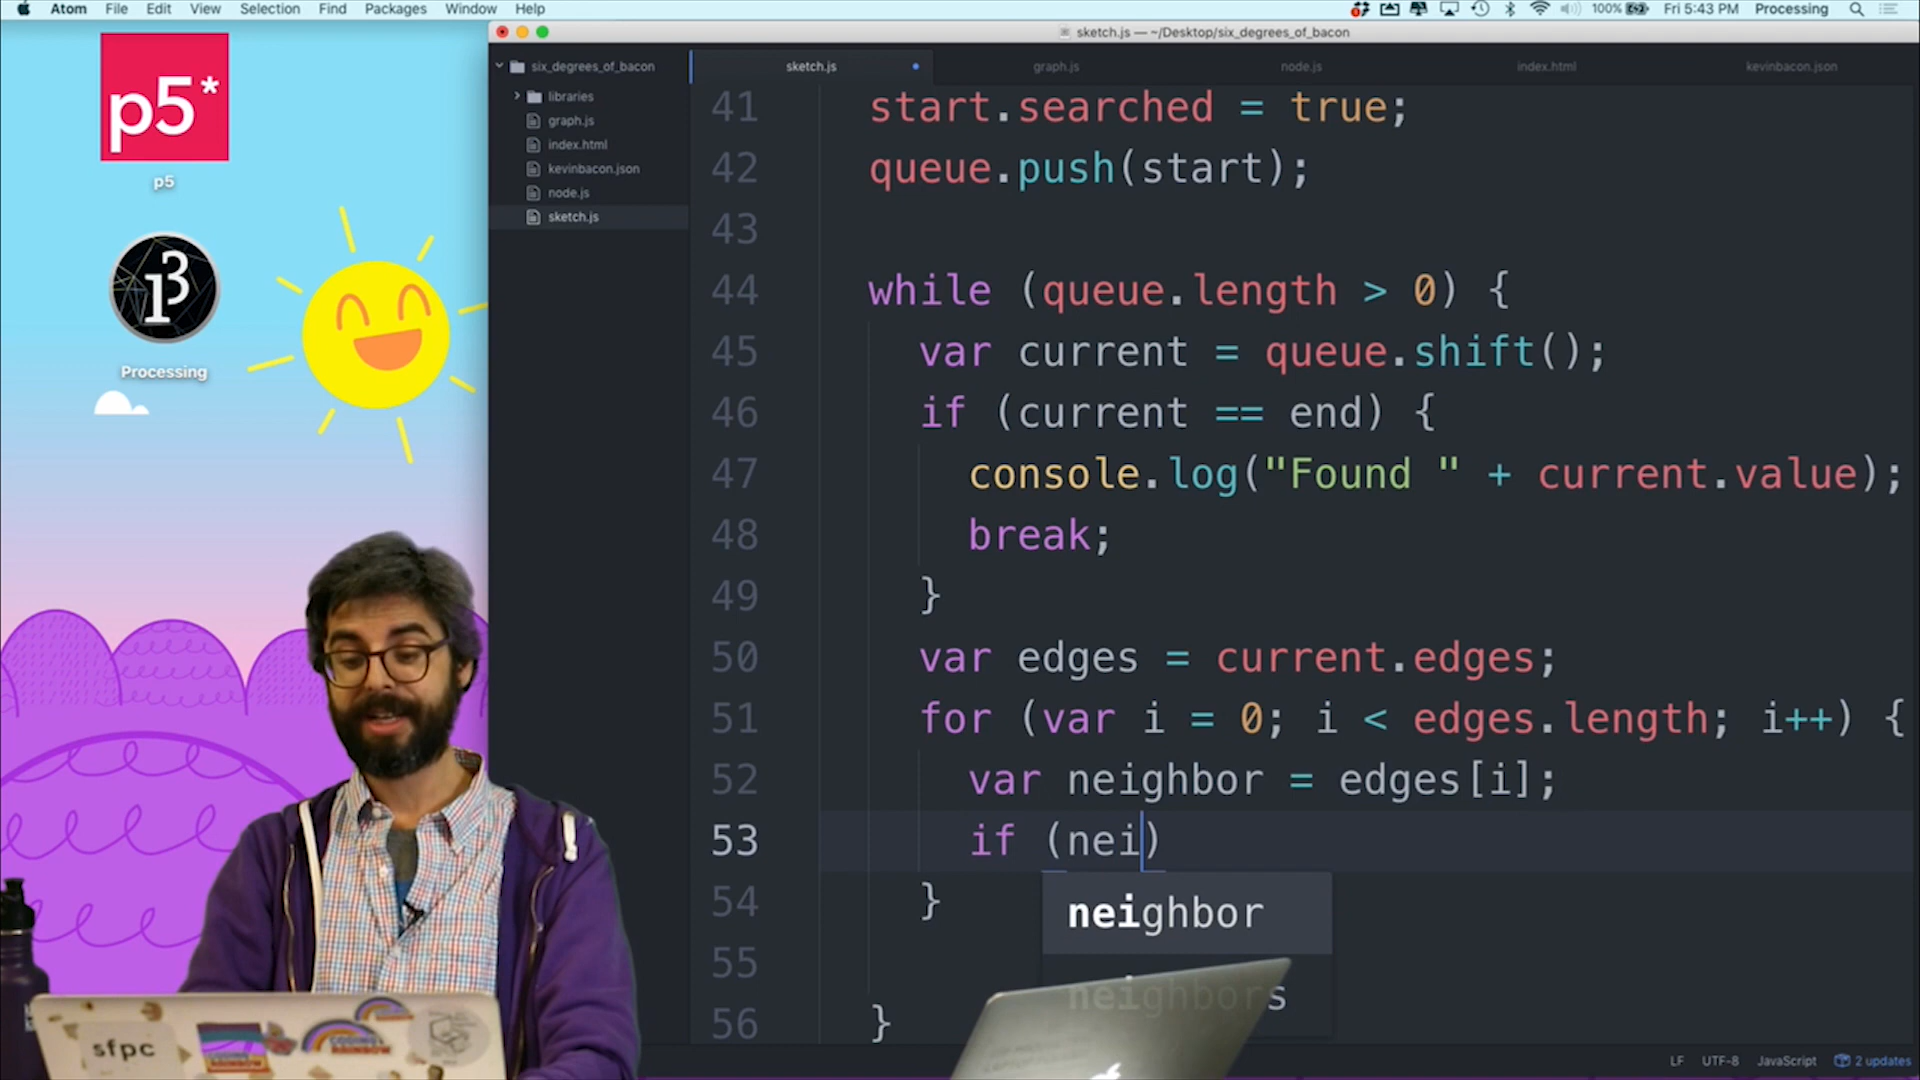 Atom File Edit View Selection Find Packages Window Help
100% Fri 5:43 PM Processing
sketch.js — ~/Desktop/six_degrees_of_bacon
p5*
p5
Processing
six_degrees_of_bacon
libraries
graph.js
index.html
kevinbacon.json
node.js
sketch.js
sketch.js graph.js node.js index.html kevinbacon.json
41 start.searched = true;
42 queue.push(start);
43
44 while (queue.length > 0) {
45 var current = queue.shift();
46 if (current == end) {
47 console.log("Found " + current.value);
48 break;
49 }
50 var edges = current.edges;
51 for (var i = 0; i < edges.length; i++) {
52 var neighbor = edges[i];
53 if (nei)
neighbor
54 }
55
neighbors
56 }
sfpc
CODING RAINBOW
CODING RAINBOW
LF UTF-8 JavaScript 2 updates